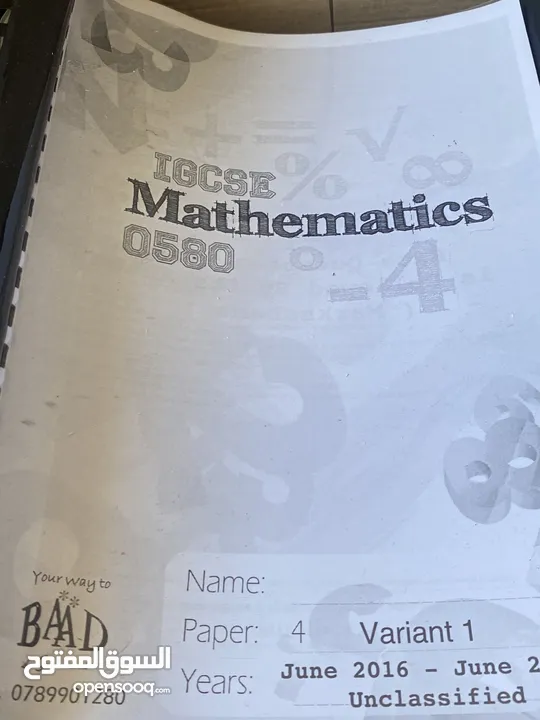 IGCSE
Mathematics
0580
+ = √
% ∞
-4
Name:
Your way to
BAAD
Paper: 4 Variant 1
السوق المفتوح
opensooq.com
Years: June 2016 - June 2
0789901280
Unclassified